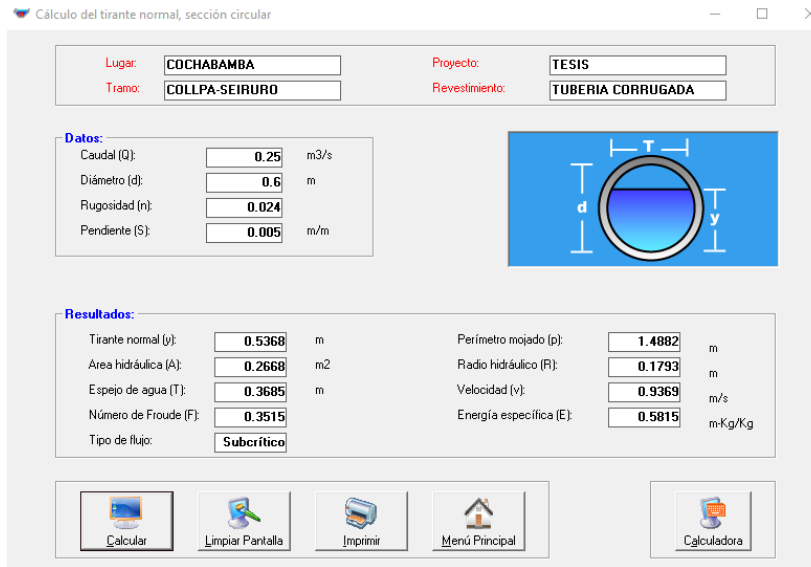 Cálculo del tirante normal, sección circular
Lugar: COCHABAMBA Proyecto: TESIS
Tramo: COLLPA-SEIRURO Revestimiento: TUBERIA CORRUGADA
Datos:
Caudal (Q): 0.25 m3/s
Diámetro (d): 0.6 m
Rugosidad (n): 0.024
Pendiente (S): 0.005 m/m
T
d
y
Resultados:
Tirante normal (y): 0.5368 m Perímetro mojado (p): 1.4882 m
Area hidráulica (A): 0.2668 m2 Radio hidráulico (R): 0.1793 m
Espejo de agua (T): 0.3685 m Velocidad (v): 0.9369 m/s
Número de Froude (F): 0.3515 Energía específica (E): 0.5815 m-Kg/Kg
Tipo de flujo: Subcrítico
Calcular Limpiar Pantalla Imprimir Menú Principal Calculadora